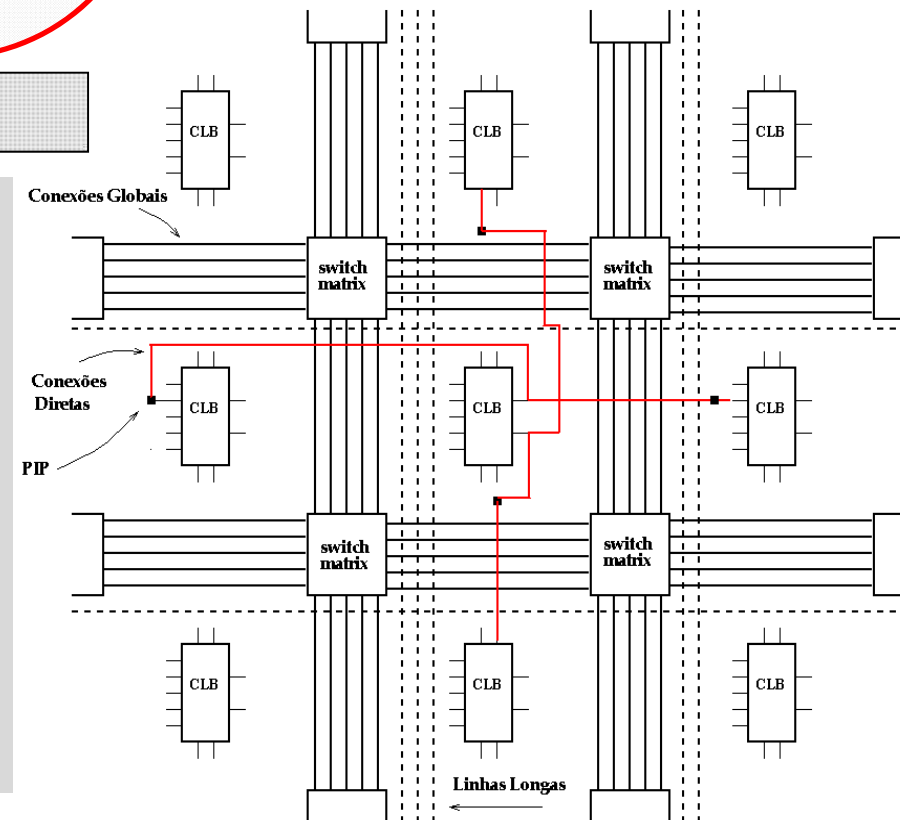 CLB
CLB
CLB
Conexões Globais
switch
matrix
switch
matrix
Conexões
Diretas
CLB
CLB
CLB
PIP
switch
matrix
switch
matrix
CLB
CLB
CLB
Linhas Longas